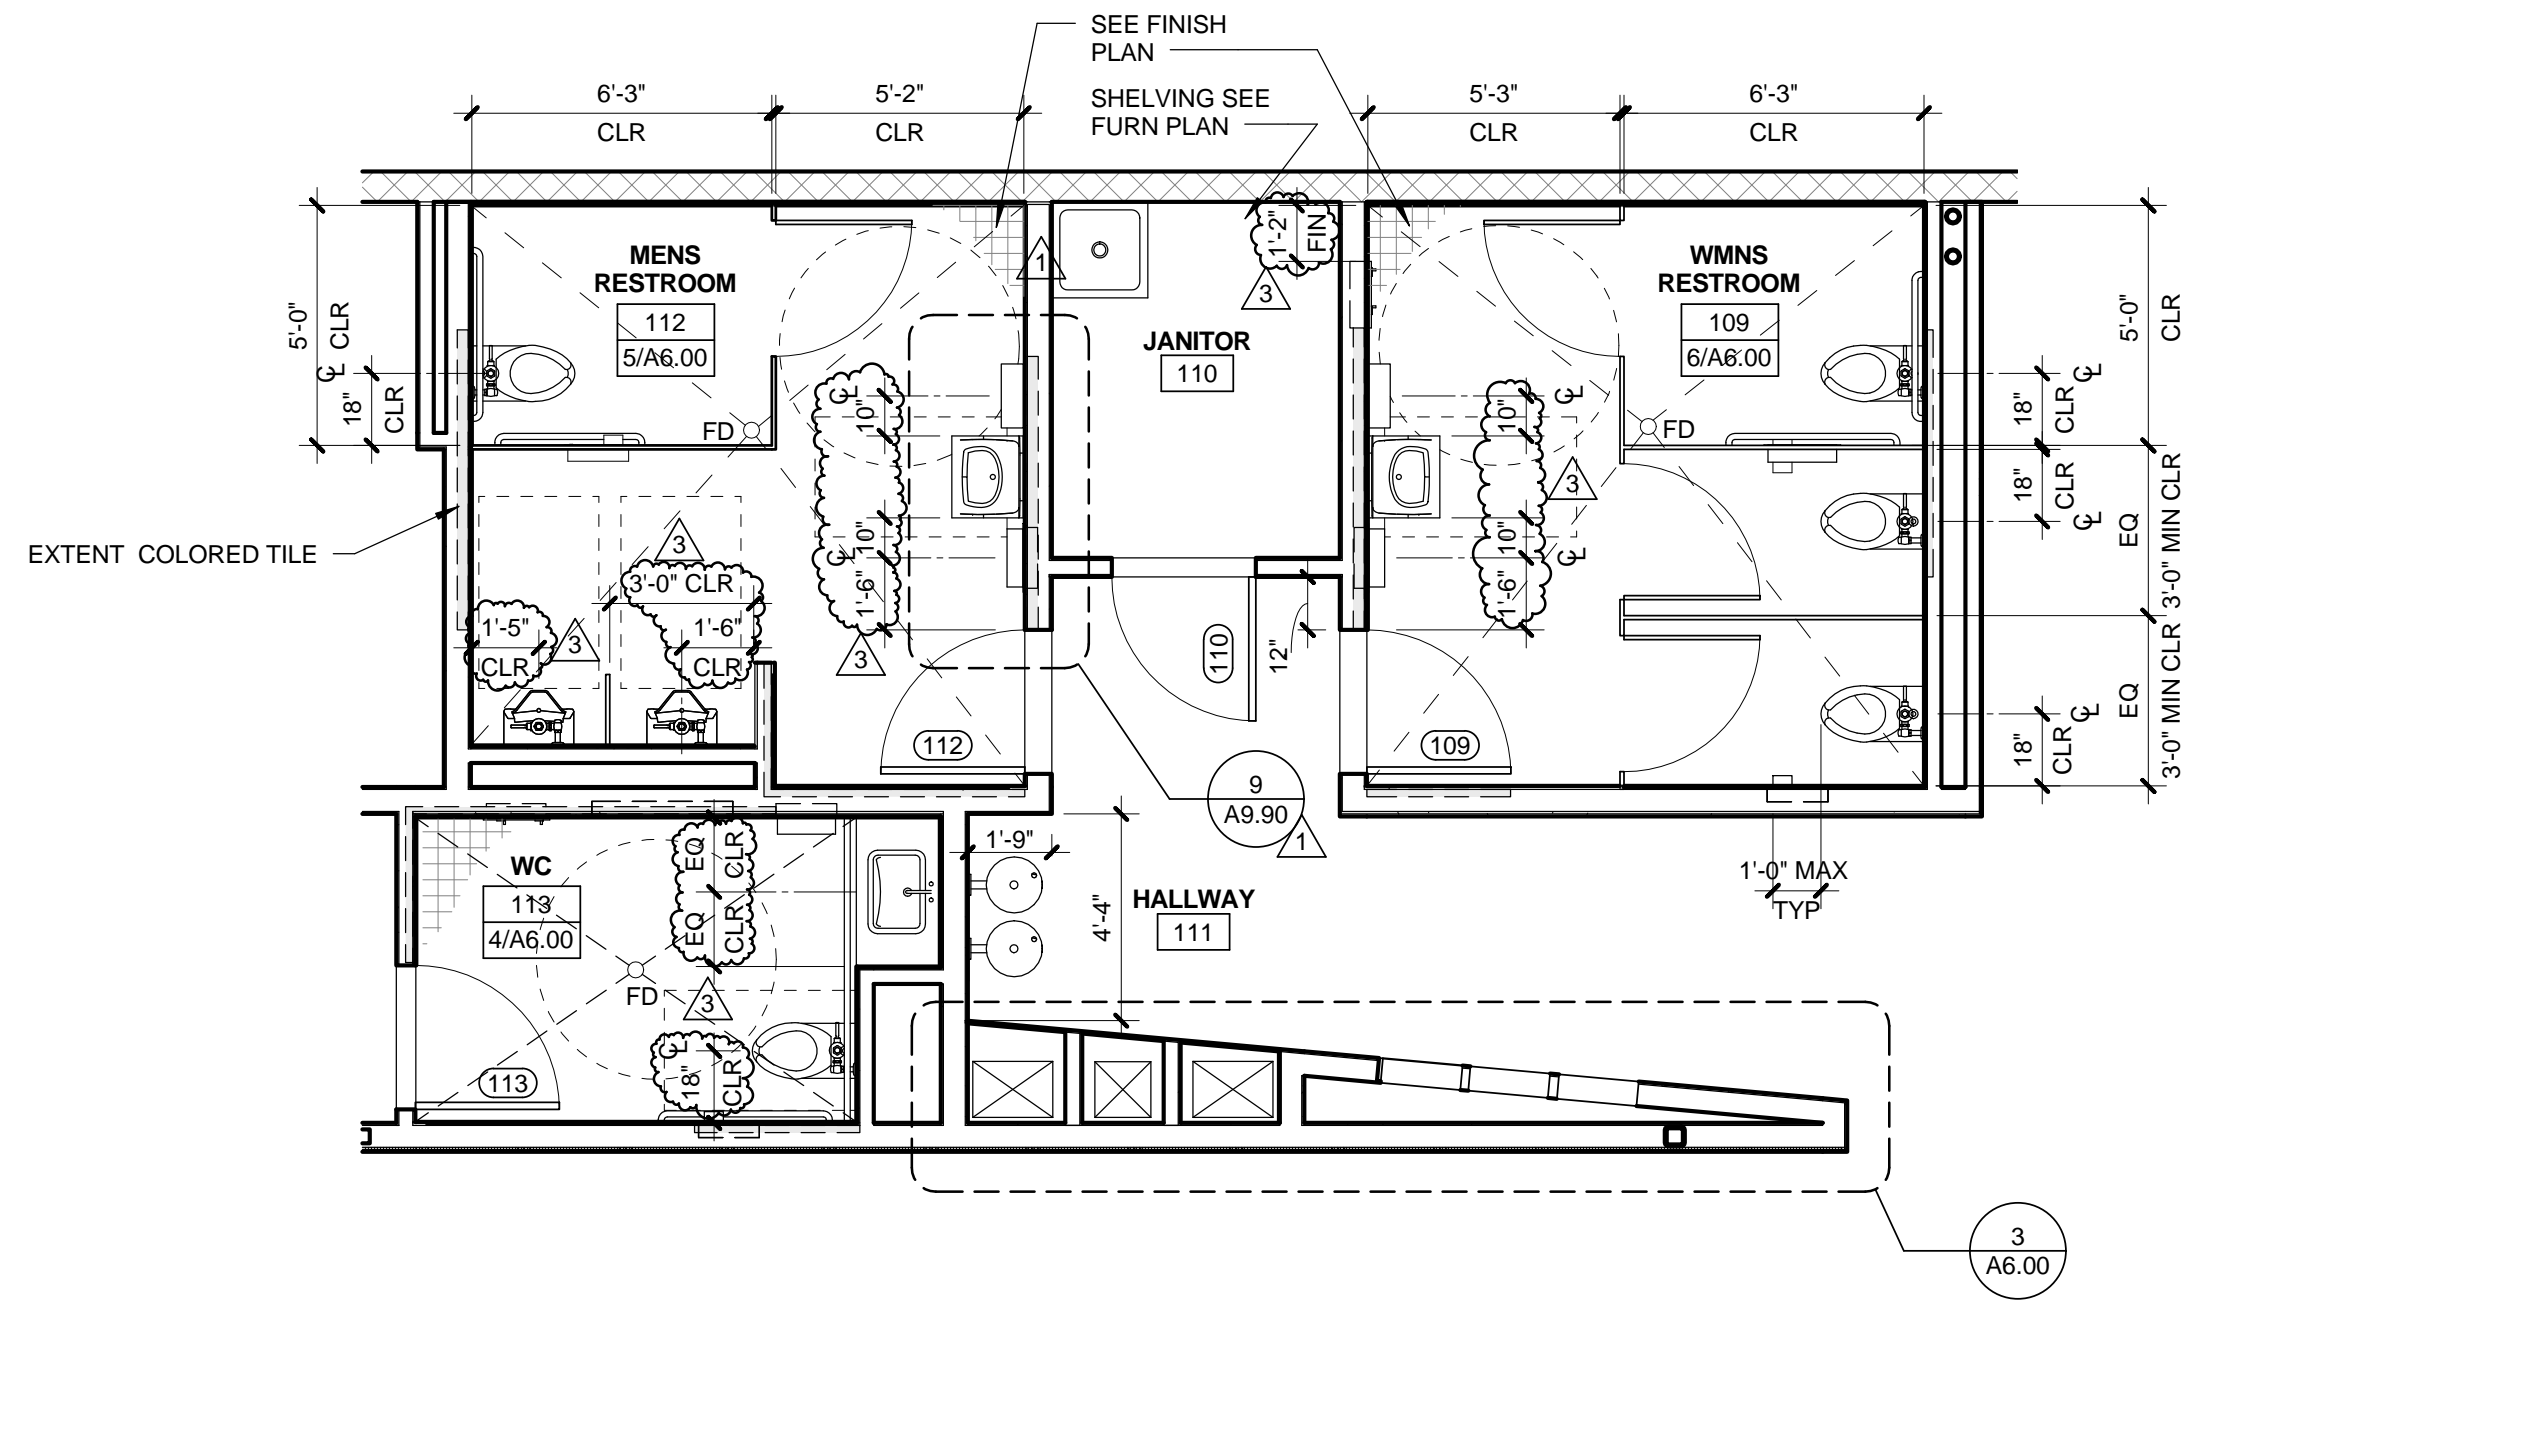 SEE FINISH
PLAN
SHELVING SEE
FURN PLAN
6'-3"
CLR
5'-2"
CLR
5'-3"
CLR
6'-3"
CLR
MENS
RESTROOM
112
5/A6.00
1
1'-2"
FIN
3
JANITOR
110
WMNS
RESTROOM
109
6/A6.00
5'-0"
CLR
℄
18"
CLR
FD
℄
10"
10"
℄
1'-6"
3
℄
10"
10"
℄
1'-6"
3
FD
5'-0"
CLR
℄
18"
CLR
18"
CLR
℄
EQ
3'-0" MIN CLR
EQ
3'-0" MIN CLR
℄
18"
CLR
EXTENT COLORED TILE
3
3'-0" CLR
1'-5"
CLR
3
1'-6"
CLR
110
12"
112
109
9
A9.90
1
1'-9"
4'-4"
HALLWAY
111
1'-0" MAX
TYP
WC
113
4/A6.00
EQ
CLR
EQ
CLR
FD
3
℄
18"
CLR
113
3
A6.00